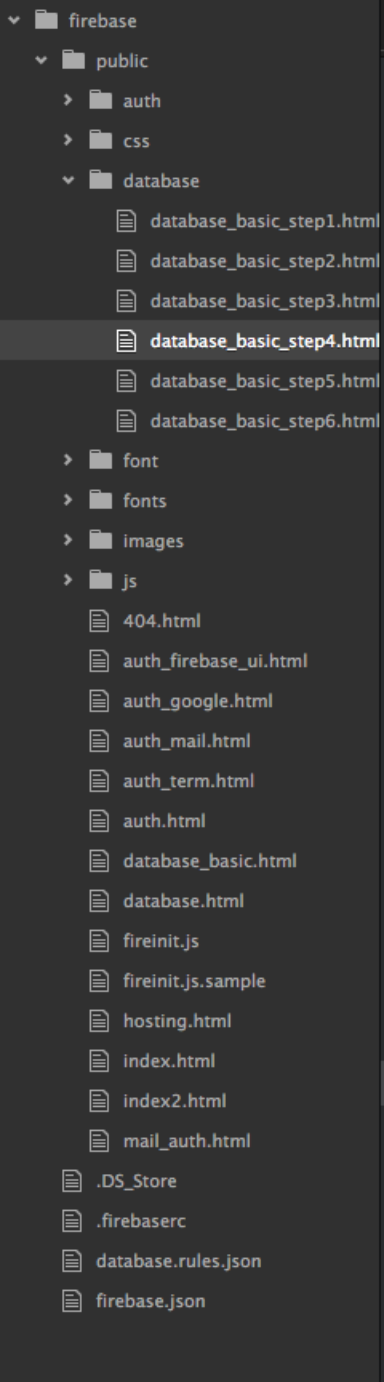 firebase
public
auth
css
database
database_basic_step1.html
database_basic_step2.html
database_basic_step3.html
database_basic_step4.html
database_basic_step5.html
database_basic_step6.html
font
fonts
images
js
404.html
auth_firebase_ui.html
auth_google.html
auth_mail.html
auth_term.html
auth.html
database_basic.html
database.html
fireinit.js
fireinit.js.sample
hosting.html
index.html
index2.html
mail_auth.html
.DS_Store
.firebaserc
database.rules.json
firebase.json